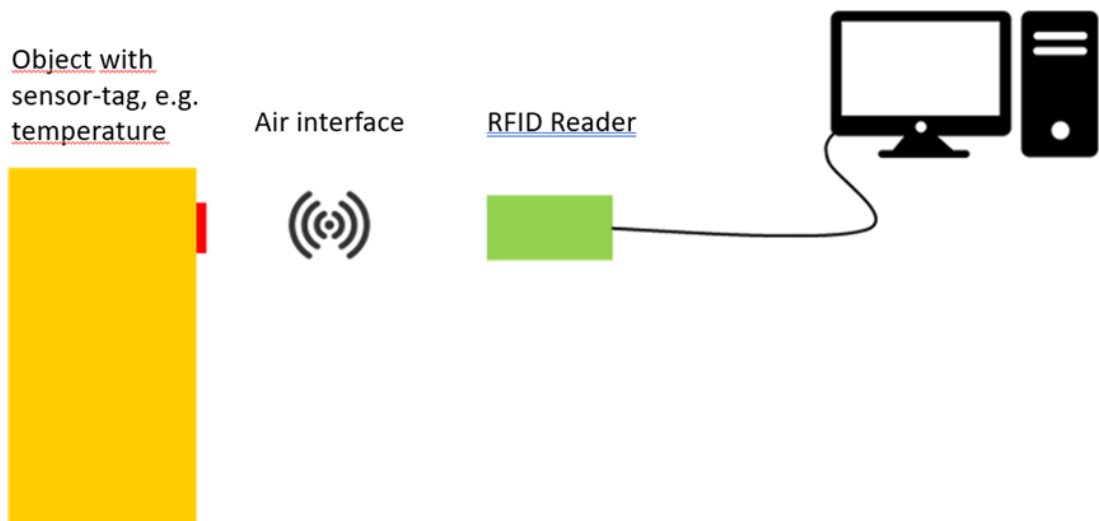 Object with
sensor-tag, e.g.
temperature
Air interface
RFID Reader